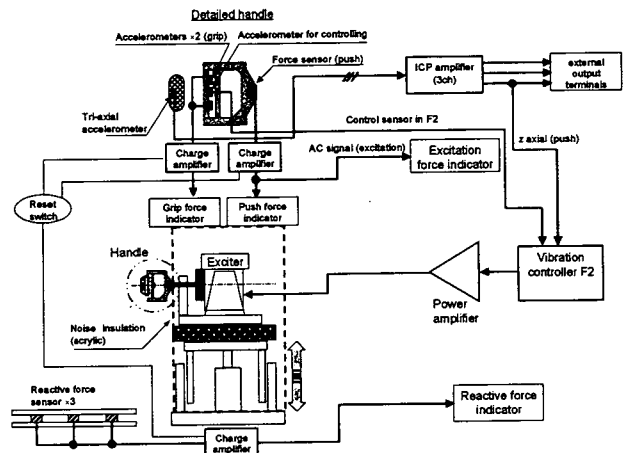 Detailed handle
Accelerometers ×2 (grip)
Accelerometer for controlling
Force sensor (push)
ICP amplifier
(3ch)
external
output
terminals
Tri-axial
accelerometer
Control sensor in F2
z axial (push)
Charge
amplifier
Charge
amplifier
AC signal (excitation)
Excitation
force indicator
Reset
switch
Grip force
indicator
Push force
indicator
Handle
Exciter
Vibration
controller F2
Power
amplifier
Noise insulation
(acrylic)
Reactive force
sensor ×3
Reactive force
indicator
Charge
amplifier